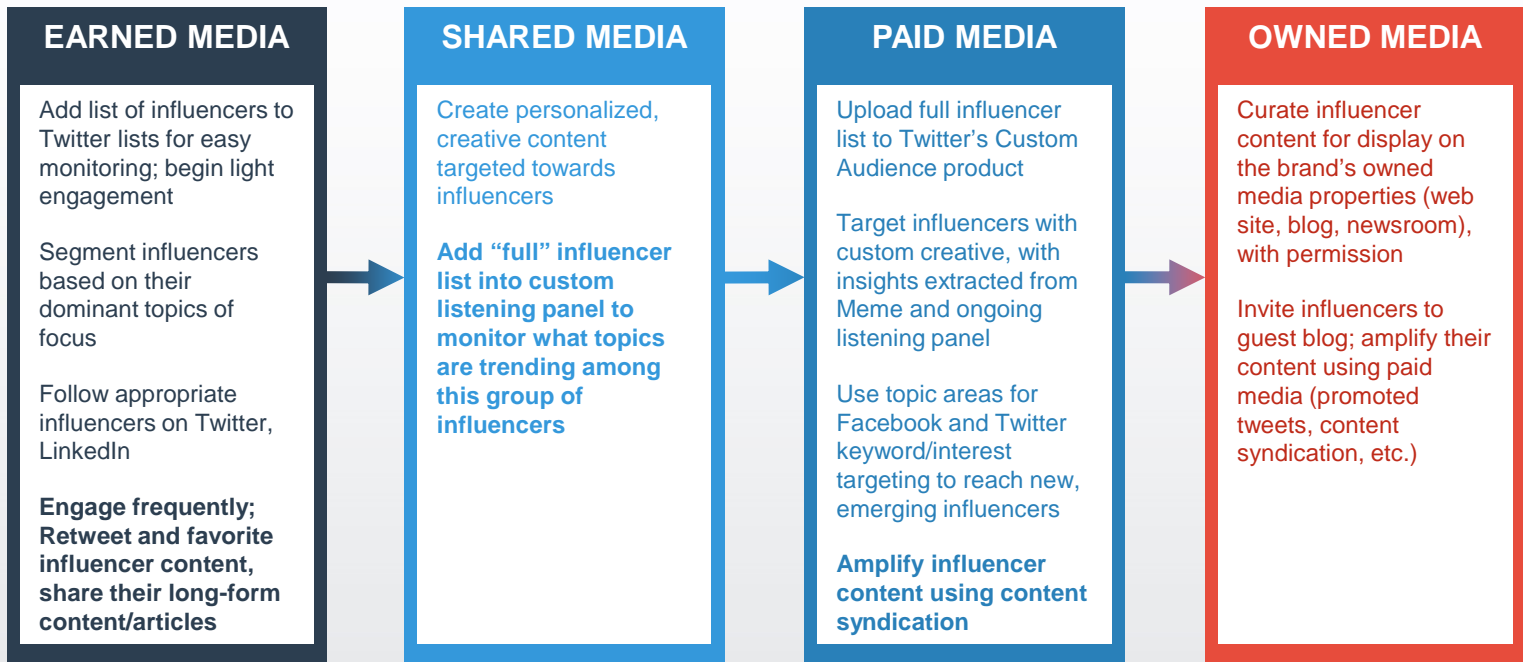 EARNED MEDIA
Add list of influencers to
Twitter lists for easy
monitoring; begin light
engagement
Segment influencers
based on their
dominant topics of
focus
Follow appropriate
influencers on Twitter,
LinkedIn
Engage frequently;
Retweet and favorite
influencer content,
share their long-form
content/articles
SHARED MEDIA
Create personalized,
creative content
targeted towards
influencers
Add “full” influencer
list into custom
listening panel to
monitor what topics
are trending among
this group of
influencers
PAID MEDIA
Upload full influencer
list to Twitter’s Custom
Audience product
Target influencers with
custom creative, with
insights extracted from
Meme and ongoing
listening panel
Use topic areas for
Facebook and Twitter
keyword/interest
targeting to reach new,
emerging influencers
Amplify influencer
content using content
syndication
OWNED MEDIA
Curate influencer
content for display on
the brand’s owned
media properties (web
site, blog, newsroom),
with permission
Invite influencers to
guest blog; amplify their
content using paid
media (promoted
tweets, content
syndication, etc.)